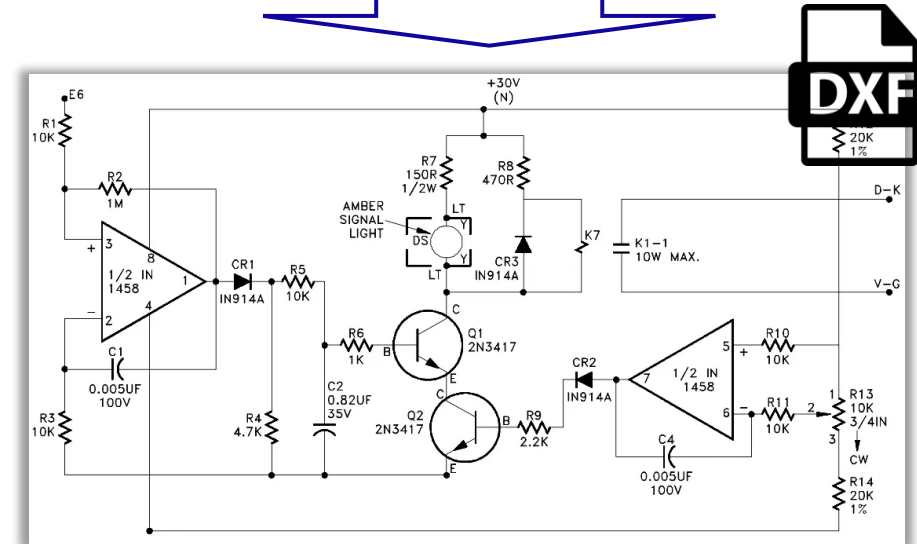 DXF
+30V
(N)
E6
R1
10K
R2
1M
+
3
8
1/2 IN
1458
1
4
−
2
C1
0.005UF
100V
R3
10K
CR1
IN914A
R5
10K
R4
4.7K
C2
0.82UF
35V
R6
1K
R7
150R
1/2W
R8
470R
AMBER
SIGNAL
LIGHT
LT
Y
DS
Y
LT
CR3
IN914A
K7
C
B
Q1
2N3417
E
C
Q2
2N3417
B
E
R9
2.2K
CR2
IN914A
7
1/2 IN
1458
5
+
6
−
C4
0.005UF
100V
R10
10K
R11
10K
20K
1%
D-K
K1-1
10W MAX.
V-G
1
2
3
R13
10K
3/4IN
CW
R14
20K
1%